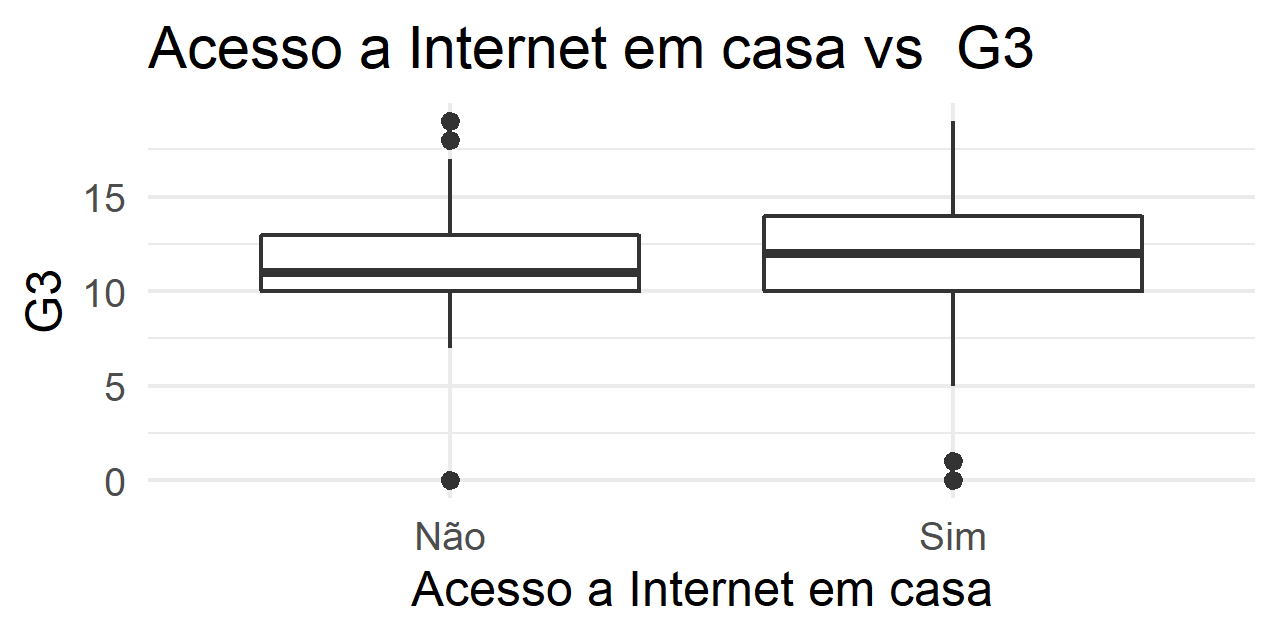 Acesso a Internet em casa vs  G3
G3
15
10
5
0
Não
Sim
Acesso a Internet em casa